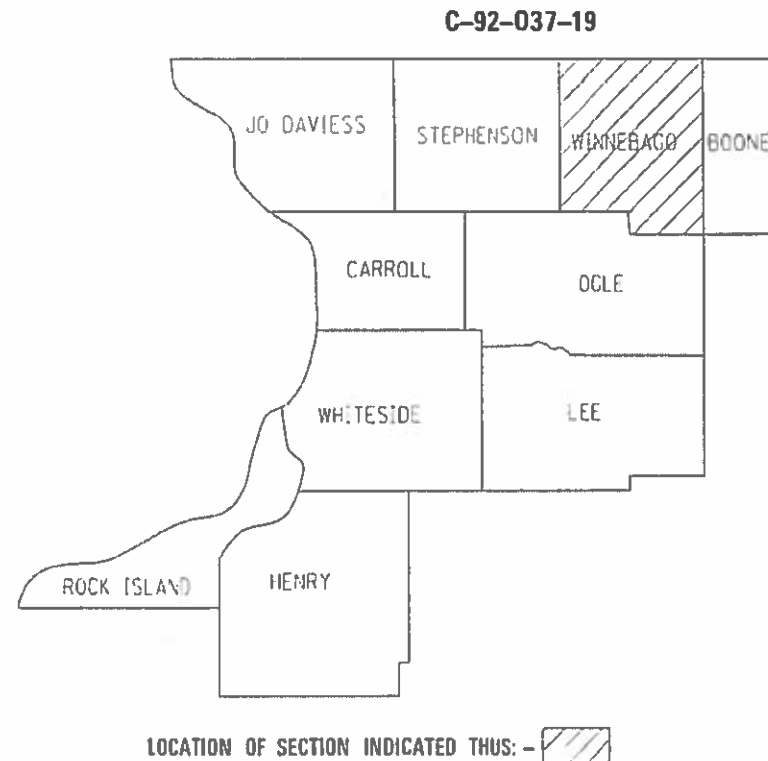 C-92-037-19
JO DAVIESS
STEPHENSON
WINNEBAGO
BOONE
CARROLL
OGLE
WHITESIDE
LEE
ROCK ISLAND
HENRY
LOCATION OF SECTION INDICATED THUS: -